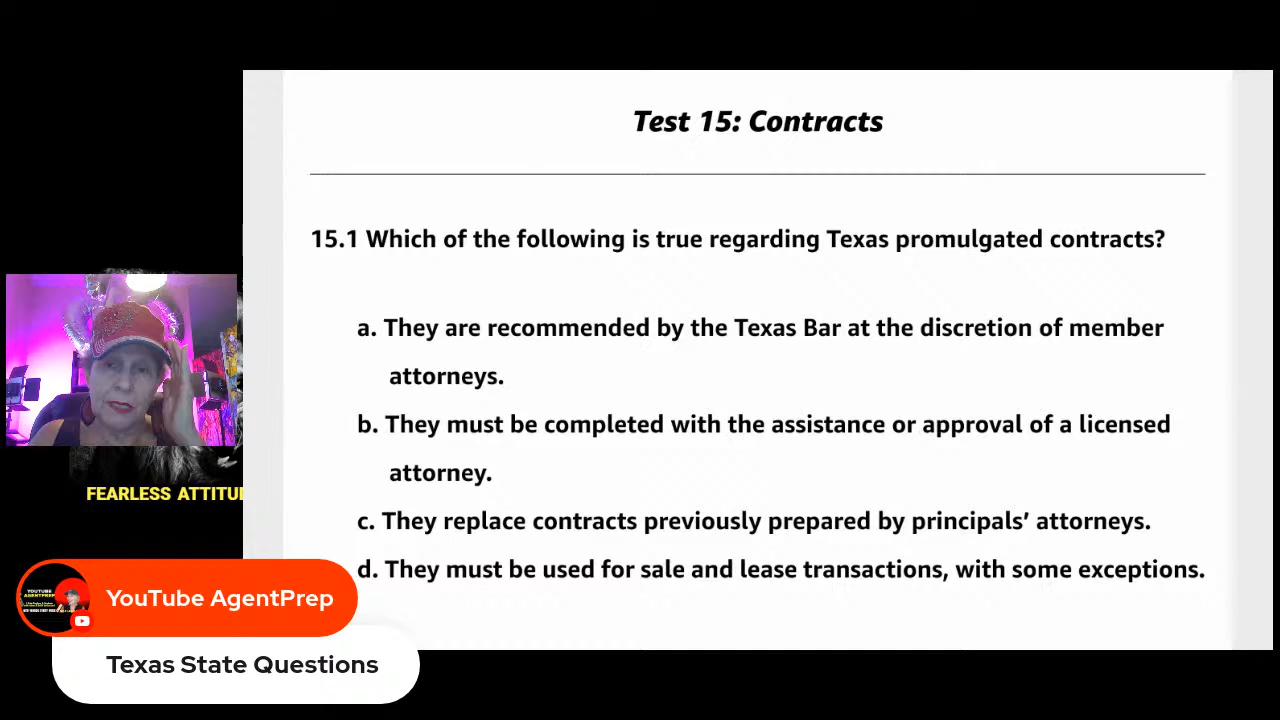 Test 15: Contracts
15.1 Which of the following is true regarding Texas promulgated contracts?
a. They are recommended by the Texas Bar at the discretion of member
attorneys.
b. They must be completed with the assistance or approval of a licensed
attorney.
c. They replace contracts previously prepared by principals’ attorneys.
d. They must be used for sale and lease transactions, with some exceptions.
FEARLESS ATTITU
YouTube AgentPrep
Texas State Questions